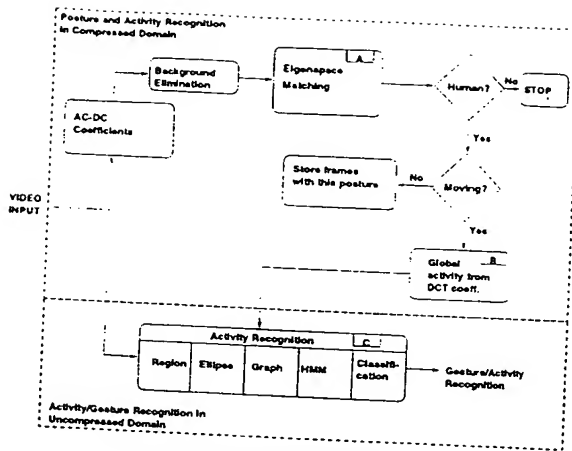 Posture and Activity Recognition
in Compressed Domain
Background
Elimination
A
Eigenspace
Matching
Human?
No
STOP
AC-DC
Coefficients
Yes
Store frames
with this posture
No
Moving?
VIDEO
INPUT
Yes
B
Global
activity from
DCT coeff.
Activity Recognition
C
Region
Ellipse
Graph
HMM
Classifi-
cation
Gesture/Activity
Recognition
Activity/Gesture Recognition in
Uncompressed Domain